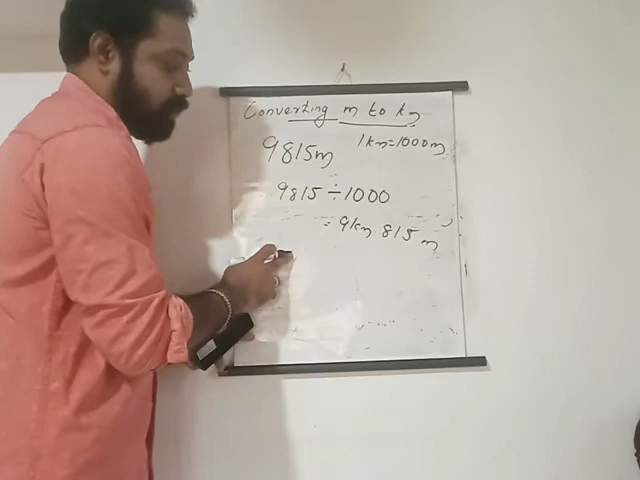 Converting m to km
9815m 1km=1000m
9815 ÷ 1000
= 9km 815 m